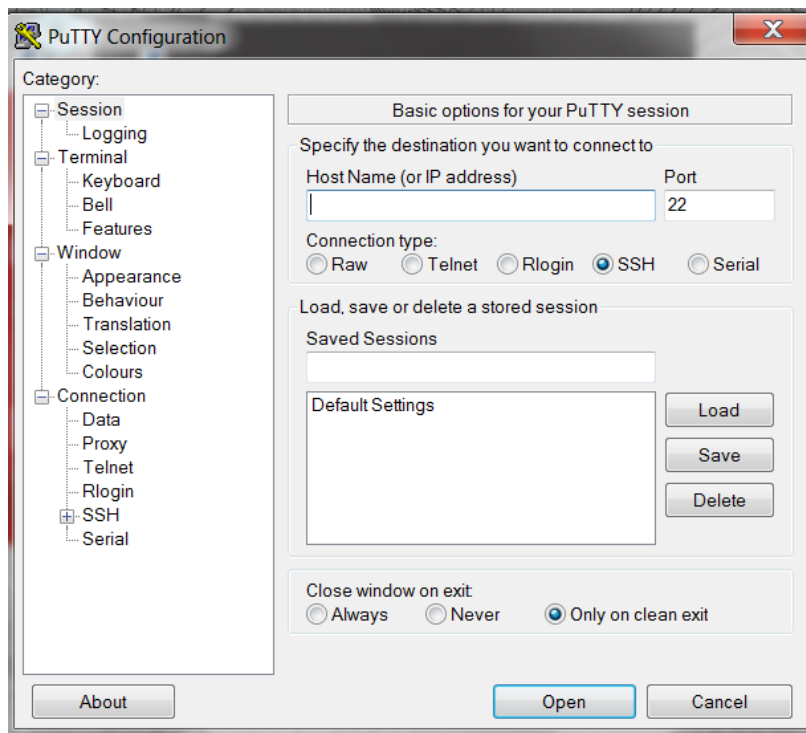 PuTTY Configuration
Category:
Session
Logging
Terminal
Keyboard
Bell
Features
Window
Appearance
Behaviour
Translation
Selection
Colours
Connection
Data
Proxy
Telnet
Rlogin
SSH
Serial
Basic options for your PuTTY session
Specify the destination you want to connect to
Host Name (or IP address) Port
22
Connection type:
Raw Telnet Rlogin SSH Serial
Load, save or delete a stored session
Saved Sessions
Default Settings
Load
Save
Delete
Close window on exit:
Always Never Only on clean exit
About Open Cancel